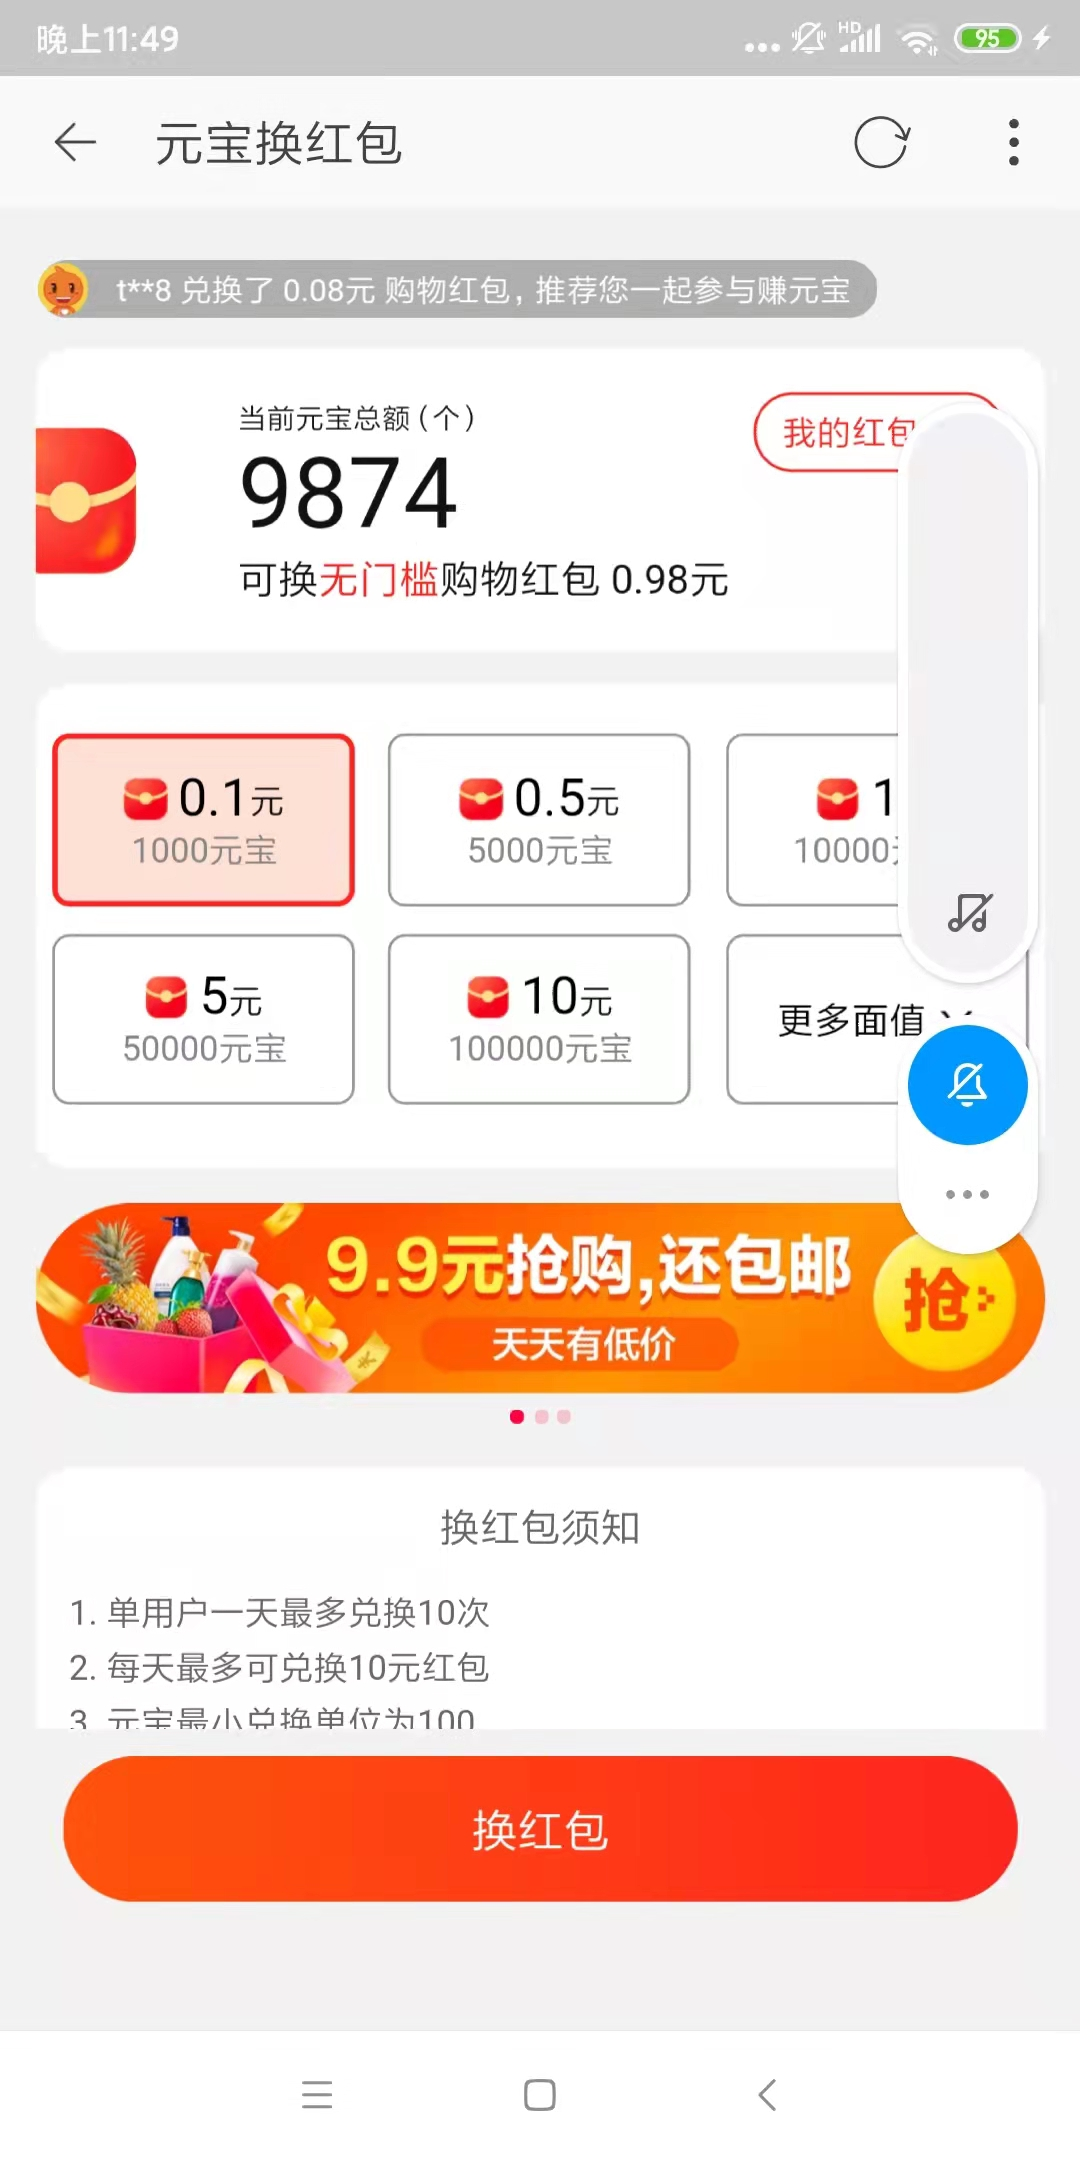 晚上11:49
HD
95
元宝换红包
t**8 兑换了 0.08元 购物红包，推荐您一起参与赚元宝
当前元宝总额（个）
我的红包
9874
可换无门槛购物红包 0.98元
0.1元
0.5元
1
1000元宝
5000元宝
10000
5元
10元
更多面值
50000元宝
100000元宝
9.9元抢购,还包邮
抢
天天有低价
换红包须知
1. 单用户一天最多兑换10次
2. 每天最多可兑换10元红包
3. 元宝最小兑换单位为100
换红包